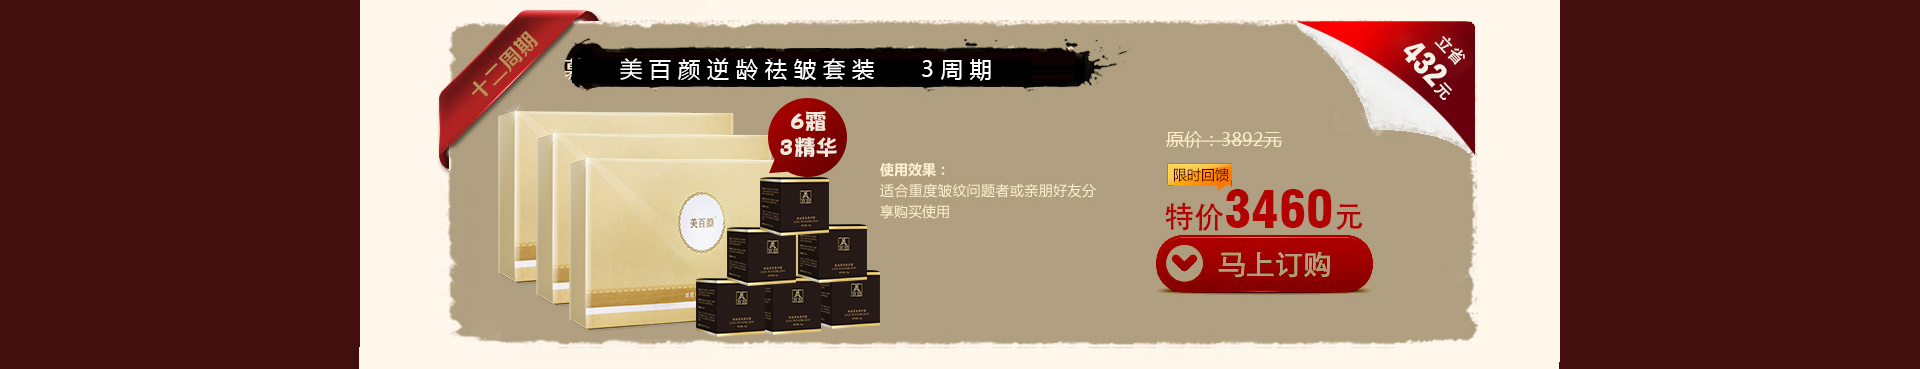 十二周期
美百颜逆龄祛皱套装 3周期
立省
432元
6霜
3精华
美百颜
使用效果：
适合重度皱纹问题者或亲朋好友分
享购买使用
原价：3892元
限时回馈
特价3460元
马上订购